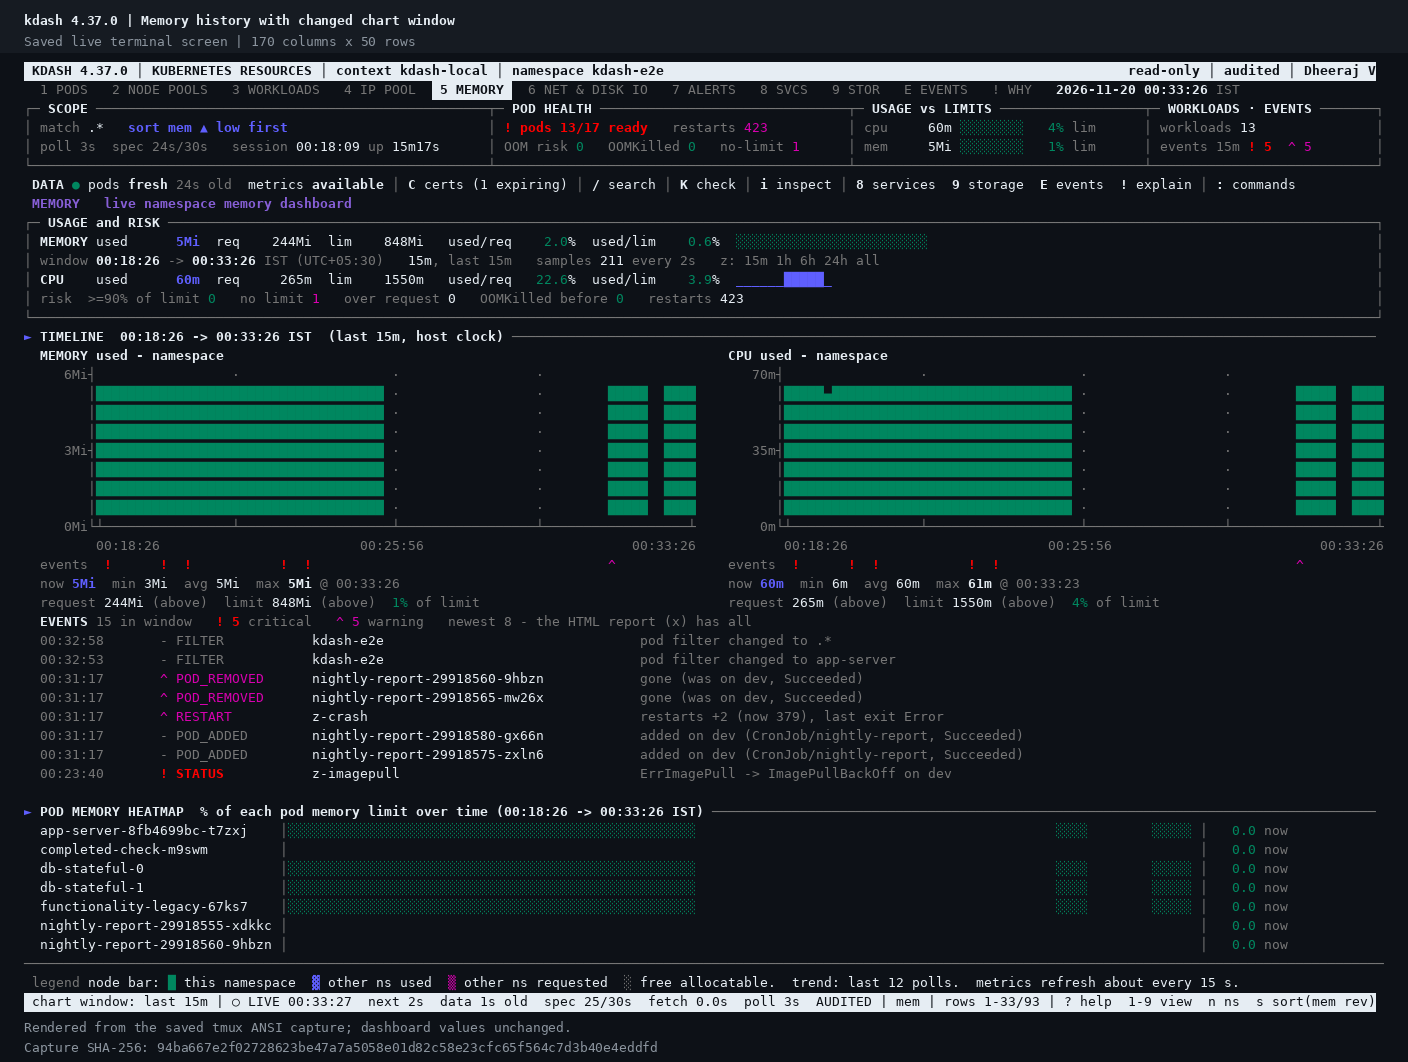 kdash 4.37.0 | Memory history with changed chart window
Saved live terminal screen | 170 columns x 50 rows
KDASH 4.37.0 │ KUBERNETES RESOURCES │ context kdash-local │ namespace kdash-e2e read-only │ audited │ Dheeraj V
1 PODS 2 NODE POOLS 3 WORKLOADS 4 IP POOL 5 MEMORY 6 NET & DISK IO 7 ALERTS 8 SVCS 9 STOR E EVENTS ! WHY 2026-11-20 00:33:26 IST
SCOPE POD HEALTH USAGE vs LIMITS WORKLOADS · EVENTS
match .* sort mem ▲ low first ! pods 13/17 ready restarts 423 cpu 60m 4% lim workloads 13
poll 3s spec 24s/30s session 00:18:09 up 15m17s OOM risk 0 OOMKilled 0 no-limit 1 mem 5Mi 1% lim events 15m ! 5 ^ 5
DATA ● pods fresh 24s old metrics available │ C certs (1 expiring) │ / search │ K check │ i inspect │ 8 services 9 storage E events ! explain │ : commands
MEMORY live namespace memory dashboard
USAGE and RISK
MEMORY used 5Mi req 244Mi lim 848Mi used/req 2.0% used/lim 0.6%
window 00:18:26 -> 00:33:26 IST (UTC+05:30) 15m, last 15m samples 211 every 2s z: 15m 1h 6h 24h all
CPU used 60m req 265m lim 1550m used/req 22.6% used/lim 3.9%
risk >=90% of limit 0 no limit 1 over request 0 OOMKilled before 0 restarts 423
► TIMELINE 00:18:26 -> 00:33:26 IST (last 15m, host clock)
MEMORY used - namespace CPU used - namespace
6Mi 70m
3Mi 35m
0Mi 0m
00:18:26 00:25:56 00:33:26 00:18:26 00:25:56 00:33:26
events ! ! ! ! ! ^ events ! ! ! ! ! ^
now 5Mi min 3Mi avg 5Mi max 5Mi @ 00:33:26 now 60m min 6m avg 60m max 61m @ 00:33:23
request 244Mi (above) limit 848Mi (above) 1% of limit request 265m (above) limit 1550m (above) 4% of limit
EVENTS 15 in window ! 5 critical ^ 5 warning newest 8 - the HTML report (x) has all
00:32:58 - FILTER kdash-e2e pod filter changed to .*
00:32:53 - FILTER kdash-e2e pod filter changed to app-server
00:31:17 ^ POD_REMOVED nightly-report-29918560-9hbzn gone (was on dev, Succeeded)
00:31:17 ^ POD_REMOVED nightly-report-29918565-mw26x gone (was on dev, Succeeded)
00:31:17 ^ RESTART z-crash restarts +2 (now 379), last exit Error
00:31:17 - POD_ADDED nightly-report-29918580-gx66n added on dev (CronJob/nightly-report, Succeeded)
00:31:17 - POD_ADDED nightly-report-29918575-zxln6 added on dev (CronJob/nightly-report, Succeeded)
00:23:40 ! STATUS z-imagepull ErrImagePull -> ImagePullBackOff on dev
► POD MEMORY HEATMAP % of each pod memory limit over time (00:18:26 -> 00:33:26 IST)
app-server-8fb4699bc-t7zxj 0.0 now
completed-check-m9swm 0.0 now
db-stateful-0 0.0 now
db-stateful-1 0.0 now
functionality-legacy-67ks7 0.0 now
nightly-report-29918555-xdkkc 0.0 now
nightly-report-29918560-9hbzn 0.0 now
legend node bar: █ this namespace ▓ other ns used ▒ other ns requested ░ free allocatable. trend: last 12 polls. metrics refresh about every 15 s.
chart window: last 15m | ○ LIVE 00:33:27 next 2s data 1s old spec 25/30s fetch 0.0s poll 3s AUDITED | mem | rows 1-33/93 | ? help 1-9 view n ns s sort(mem rev)
Rendered from the saved tmux ANSI capture; dashboard values unchanged.
Capture SHA-256: 94ba667e2f02728623be47a7a5058e01d82c58e23cfc65f564c7d3b40e4eddfd